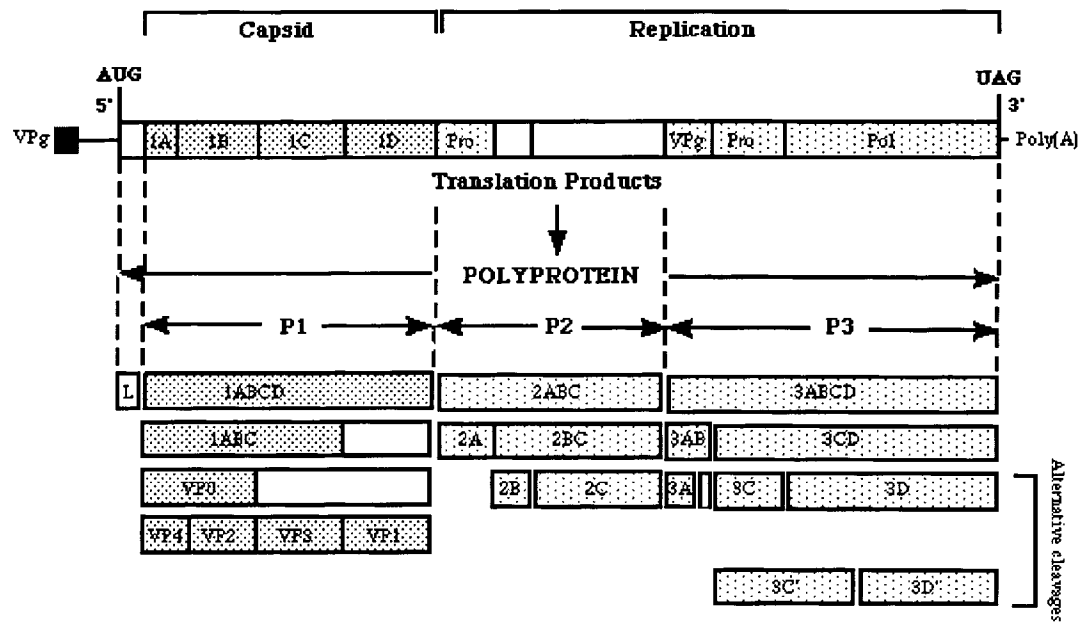 Capsid Replication
AUG UAG
5' 3'
VPg 1A 1B 1C 1D Pro VPg Pro Pol Poly(A)
Translation Products
POLYPROTEIN
P1 P2 P3
L 1ABCD 2ABC 3ABCD
1ABC 2A 2BC 3AB 3CD
VP0 2B 2C 3A 3C 3D
VP4 VP2 VP3 VP1
3C' 3D'
Alternative cleavages